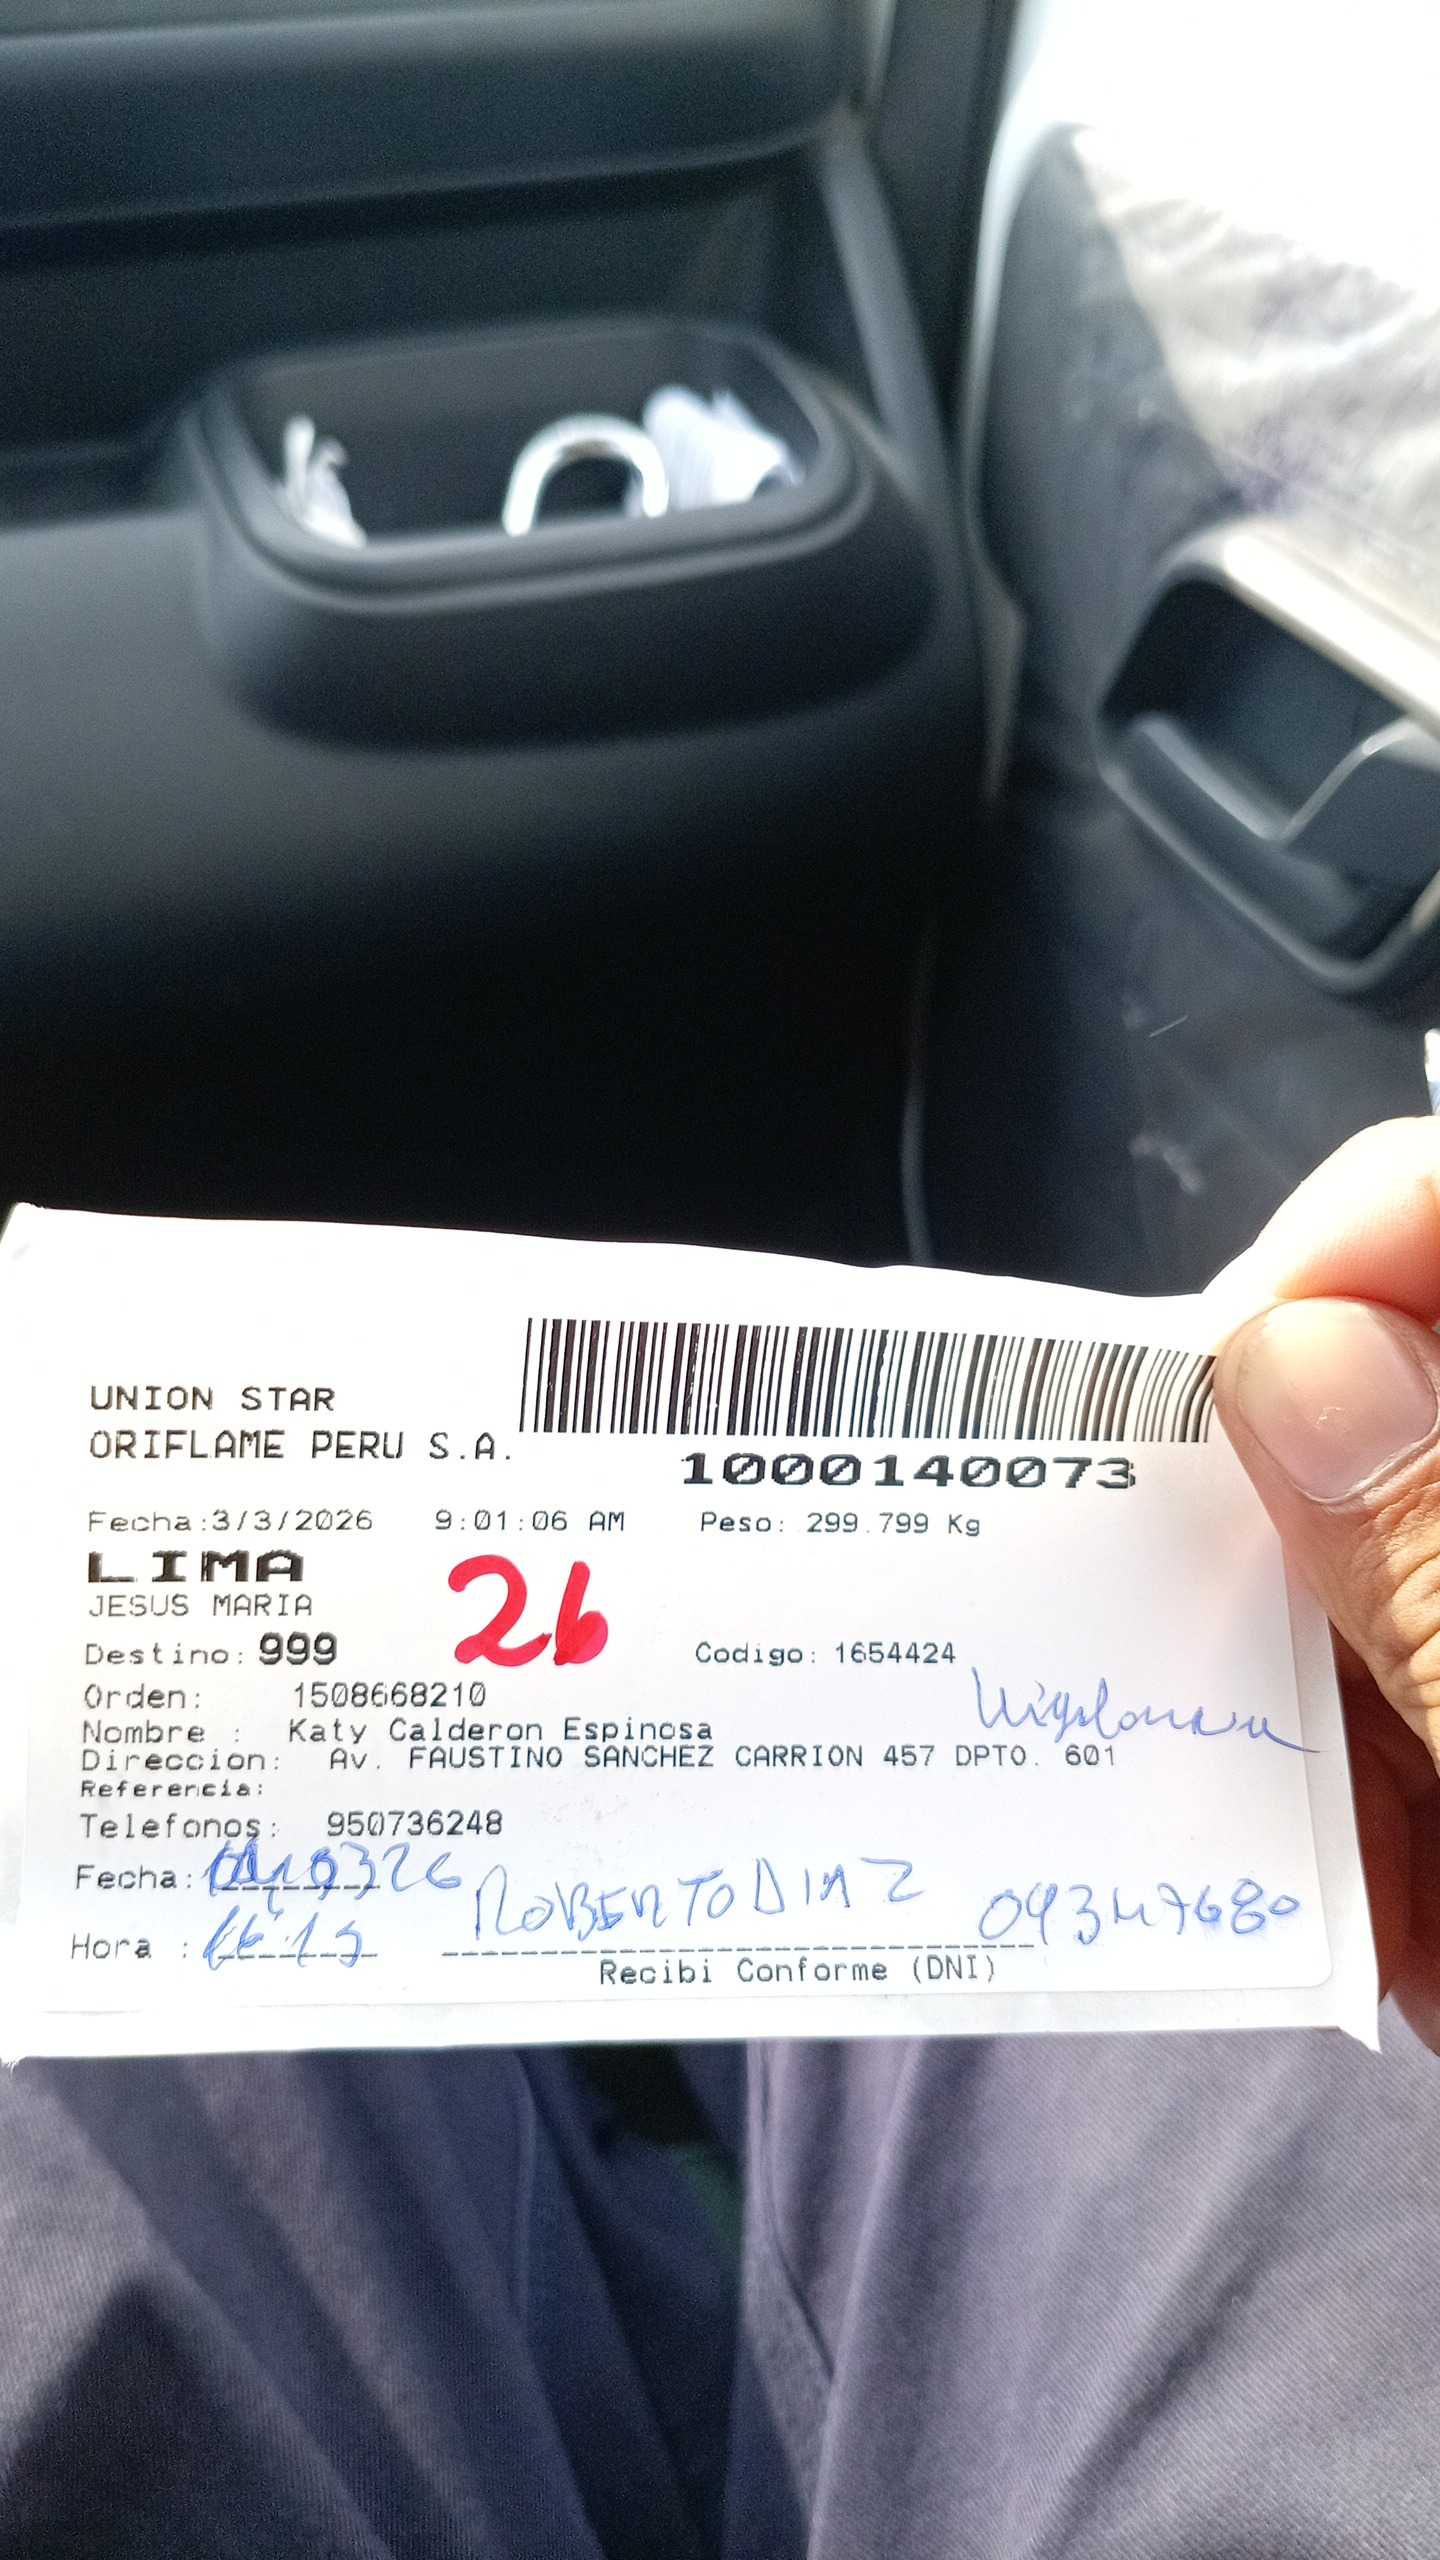 UNION STAR
ORIFLAME PERU S.A.
1000140073
Fecha:3/3/2026 9:01:06 AM Peso: 299.799 Kg
LIMA
JESUS MARIA
26
Destino: 999 Codigo: 1654424
Orden: 1508668210
Nombre : Katy Calderon Espinosa
Direccion: Av. FAUSTINO SANCHEZ CARRION 457 DPTO. 601
Referencia:
Telefonos: 950736248
Fecha:
ROBERTO DIAZ
Hora :
Recibi Conforme (DNI)